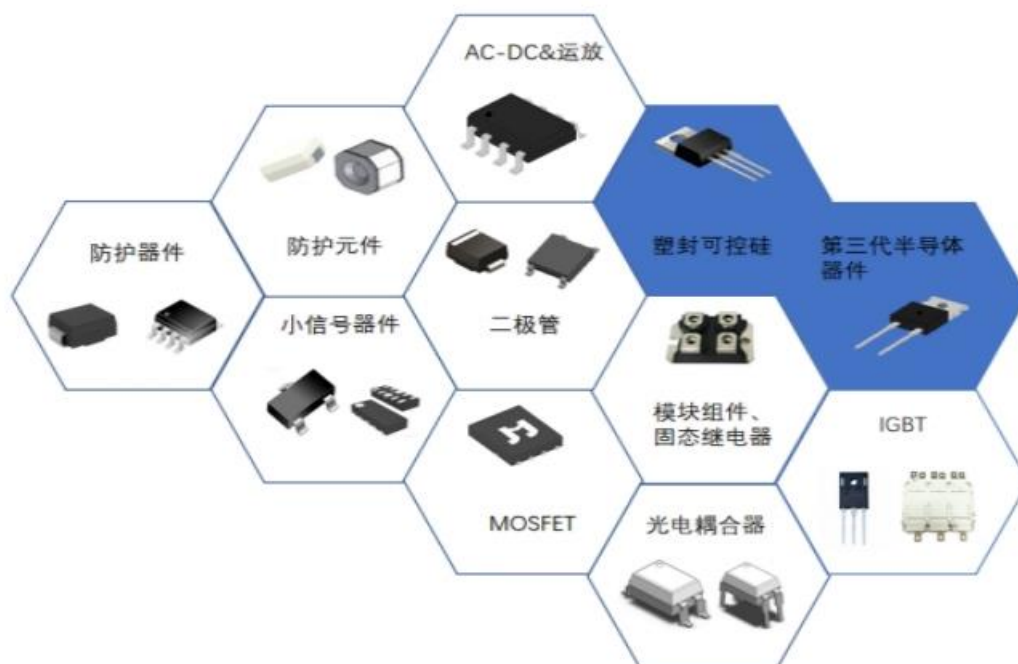 AC-DC&运放
防护元件
塑封可控硅
防护器件
二极管
第三代半导体
器件
小信号器件
模块组件、
固态继电器
IGBT
MOSFET
光电耦合器